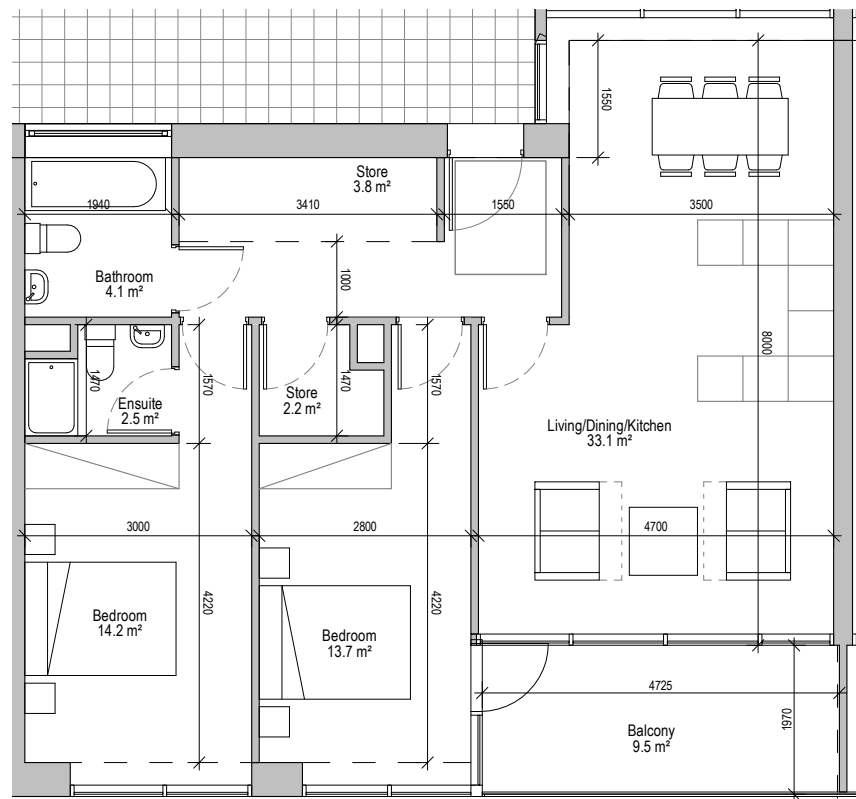 1550
Store
3.8 m²
1940
3410
1550
3500
Bathroom
4.1 m²
1000
8000
1470
Ensuite
2.5 m²
1570
Store
2.2 m²
1470
1570
Living/Dining/Kitchen
33.1 m²
3000
2800
4700
Bedroom
14.2 m²
4220
Bedroom
13.7 m²
4220
4725
Balcony
9.5 m²
1970